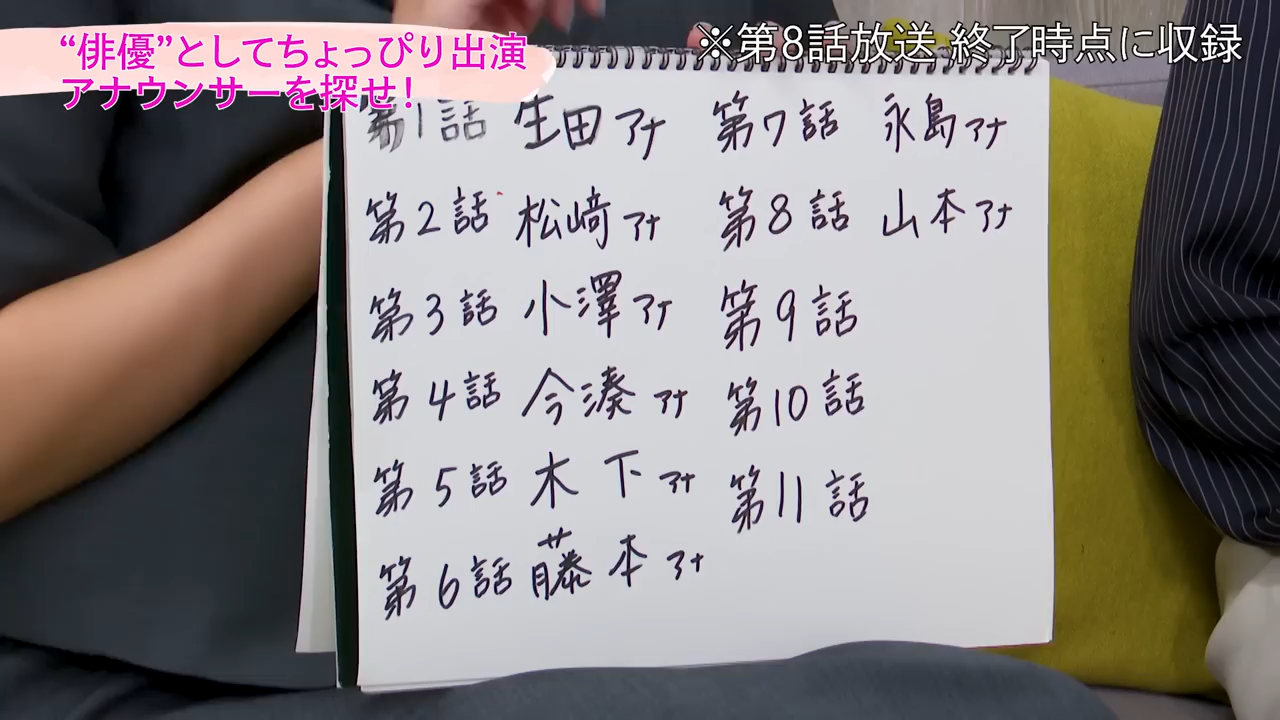 “俳優”としてちょっぴり出演
アナウンサーを探せ!
※第8話放送 終了時点に収録
第1話 生田アナ
第2話 松﨑アナ
第3話 小澤アナ
第4話 今湊アナ
第5話 木下アナ
第6話 藤本アナ
第7話 永島アナ
第8話 山本アナ
第9話
第10話
第11話